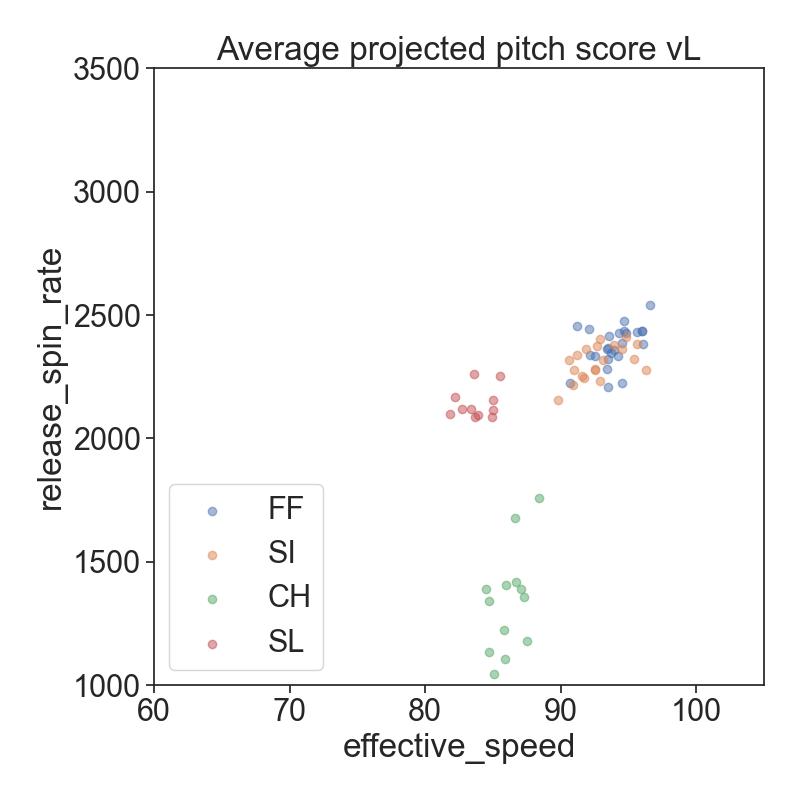 Average projected pitch score vL
3500
3000
2500
2000
1500
1000
release_spin_rate
FF
SI
CH
SL
60 70 80 90 100
effective_speed